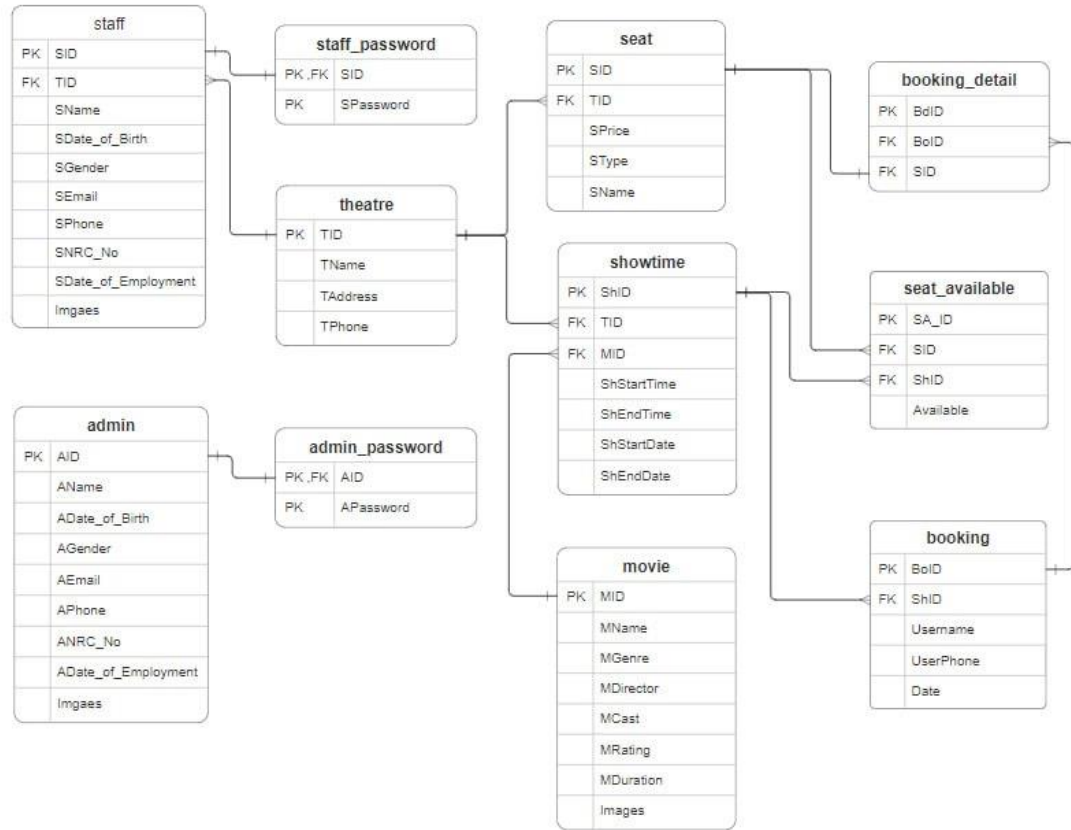 staff
PK SID
FK TID
SName
SDate_of_Birth
SGender
SEmail
SPhone
SNRC_No
SDate_of_Employment
Imgaes
staff_password
PK ,FK SID
PK SPassword
theatre
PK TID
TName
TAddress
TPhone
admin
PK AID
AName
ADate_of_Birth
AGender
AEmail
APhone
ANRC_No
ADate_of_Employment
Imgaes
admin_password
PK ,FK AID
PK APassword
seat
PK SID
FK TID
SPrice
SType
SName
showtime
PK ShID
FK TID
FK MID
ShStartTime
ShEndTime
ShStartDate
ShEndDate
movie
PK MID
MName
MGenre
MDirector
MCast
MRating
MDuration
Images
booking_detail
PK BdID
FK BoID
FK SID
seat_available
PK SA_ID
FK SID
FK ShID
Available
booking
PK BoID
FK ShID
Username
UserPhone
Date